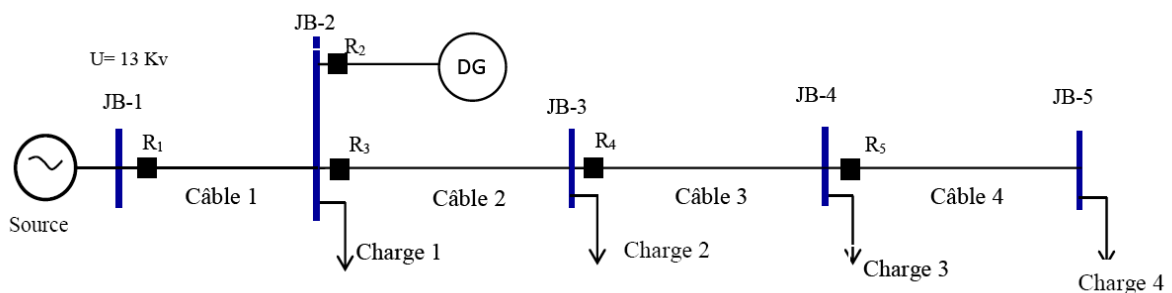 JB-2
U= 13 Kv
R₂
DG
JB-1
JB-3
JB-4
JB-5
R₁
R₃
R₄
R₅
Câble 1
Câble 2
Câble 3
Câble 4
Source
Charge 1
Charge 2
Charge 3
Charge 4